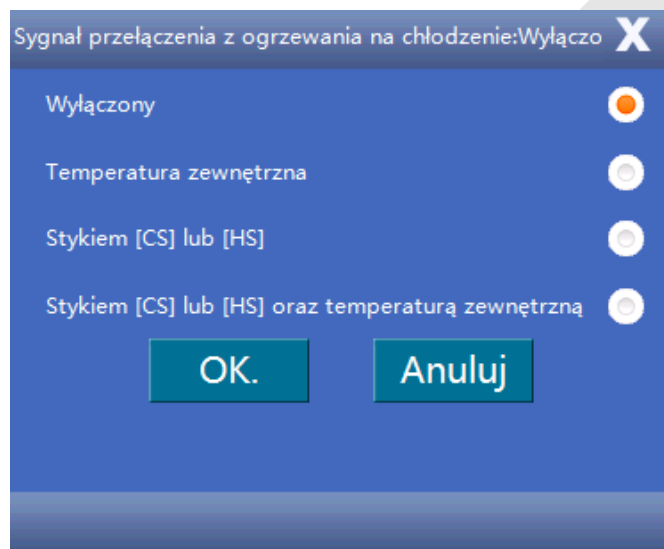 Sygnał przełączenia z ogrzewania na chłodzenie:Wyłączo X
Wyłączony
Temperatura zewnętrzna
Stykiem [CS] lub [HS]
Stykiem [CS] lub [HS] oraz temperaturą zewnętrzną
OK. Anuluj